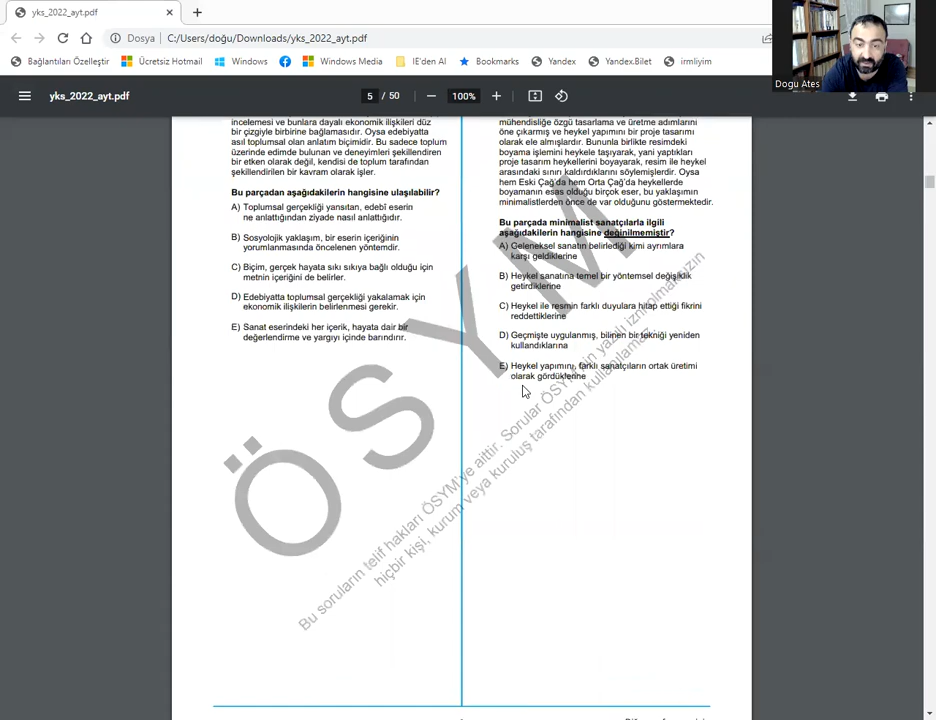 yks_2022_ayt.pdf
Dosya
C:/Users/doğu/Downloads/yks_2022_ayt.pdf
Bağlantıları Özelleştir
Ücretsiz Hotmail
Windows
Windows Media
IE'den Al
Bookmarks
Yandex
Yandex.Bilet
irmliyim
Dogu Ates
yks_2022_ayt.pdf
5 / 50
100%
incelemesi ve bunlara dayalı ekonomik ilişkileri düz
bir çizgiyle birbirine bağlamasıdır. Oysa edebiyatta
asıl toplumsal olan anlatım biçimidir. Bu sadece toplum
üzerinde edimde bulunan ve deneyimleri şekillendiren
bir etken olarak değil, kendisi de toplum tarafından
şekillendirilen bir kavram olarak işler.
Bu parçadan aşağıdakilerin hangisine ulaşılabilir?
A) Toplumsal gerçekliği yansıtan, edebî eserin
ne anlattığından ziyade nasıl anlattığıdır.
B) Sosyolojik yaklaşım, bir eserin içeriğinin
yorumlanmasında öncelenen yöntemdir.
C) Biçim, gerçek hayata sıkı sıkıya bağlı olduğu için
metnin içeriğini de belirler.
D) Edebiyatta toplumsal gerçekliği yakalamak için
ekonomik ilişkilerin belirlenmesi gerekir.
E) Sanat eserindeki her içerik, hayata dair bir
değerlendirme ve yargıyı içinde barındırır.
mühendisliğe özgü tasarlama ve üretme adımlarını
öne çıkarmış ve heykel yapımını bir proje tasarımı
olarak ele almışlardır. Bununla birlikte resimdeki
boyama işlemini heykele taşıyarak, yani yaptıkları
proje tasarım heykellerini boyayarak, resim ile heykel
arasındaki sınırı kaldırdıklarını söylemişlerdir. Oysa
hem Eski Çağ'da hem Orta Çağ'da heykellerde
boyamanın esas olduğu birçok eser, bu yaklaşımın
minimalistlerden önce de var olduğunu göstermektedir.
Bu parçada minimalist sanatçılarla ilgili
aşağıdakilerin hangisine değinilmemiştir?
A) Geleneksel sanatın belirlediği kimi ayrımlara
karşı geldiklerine
B) Heykel sanatına temel bir yöntemsel değişiklik
getirdiklerine
C) Heykel ile resmin farklı duyulara hitap ettiği fikrini
reddettiklerine
D) Geçmişte uygulanmış, bilinen bir tekniği yeniden
kullandıklarına
E) Heykel yapımını, farklı sanatçıların ortak üretimi
olarak gördüklerine
ÖSYM
Bu soruların telif hakları ÖSYM'ye aittir. Sorular ÖSYM'nin yazılı izni olmaksızın
hiçbir kişi, kurum veya kuruluş tarafından kullanılamaz.